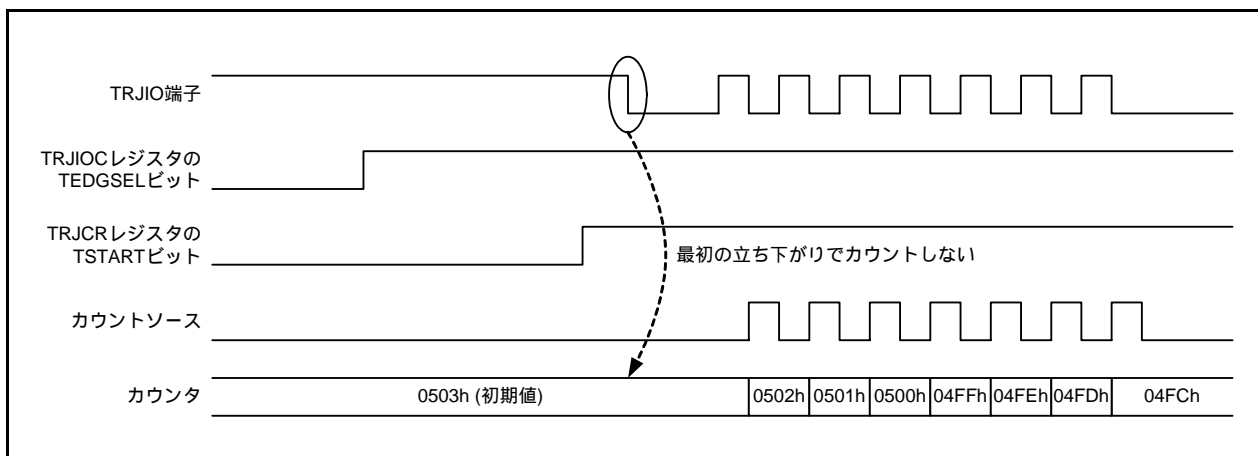 TRJIO端子
TRJIOCレジスタの
TEDGSELビット
TRJCRレジスタの
TSTARTビット
最初の立ち下がりでカウントしない
カウントソース
カウンタ
0503h (初期値)
0502h
0501h
0500h
04FFh
04FEh
04FDh
04FCh